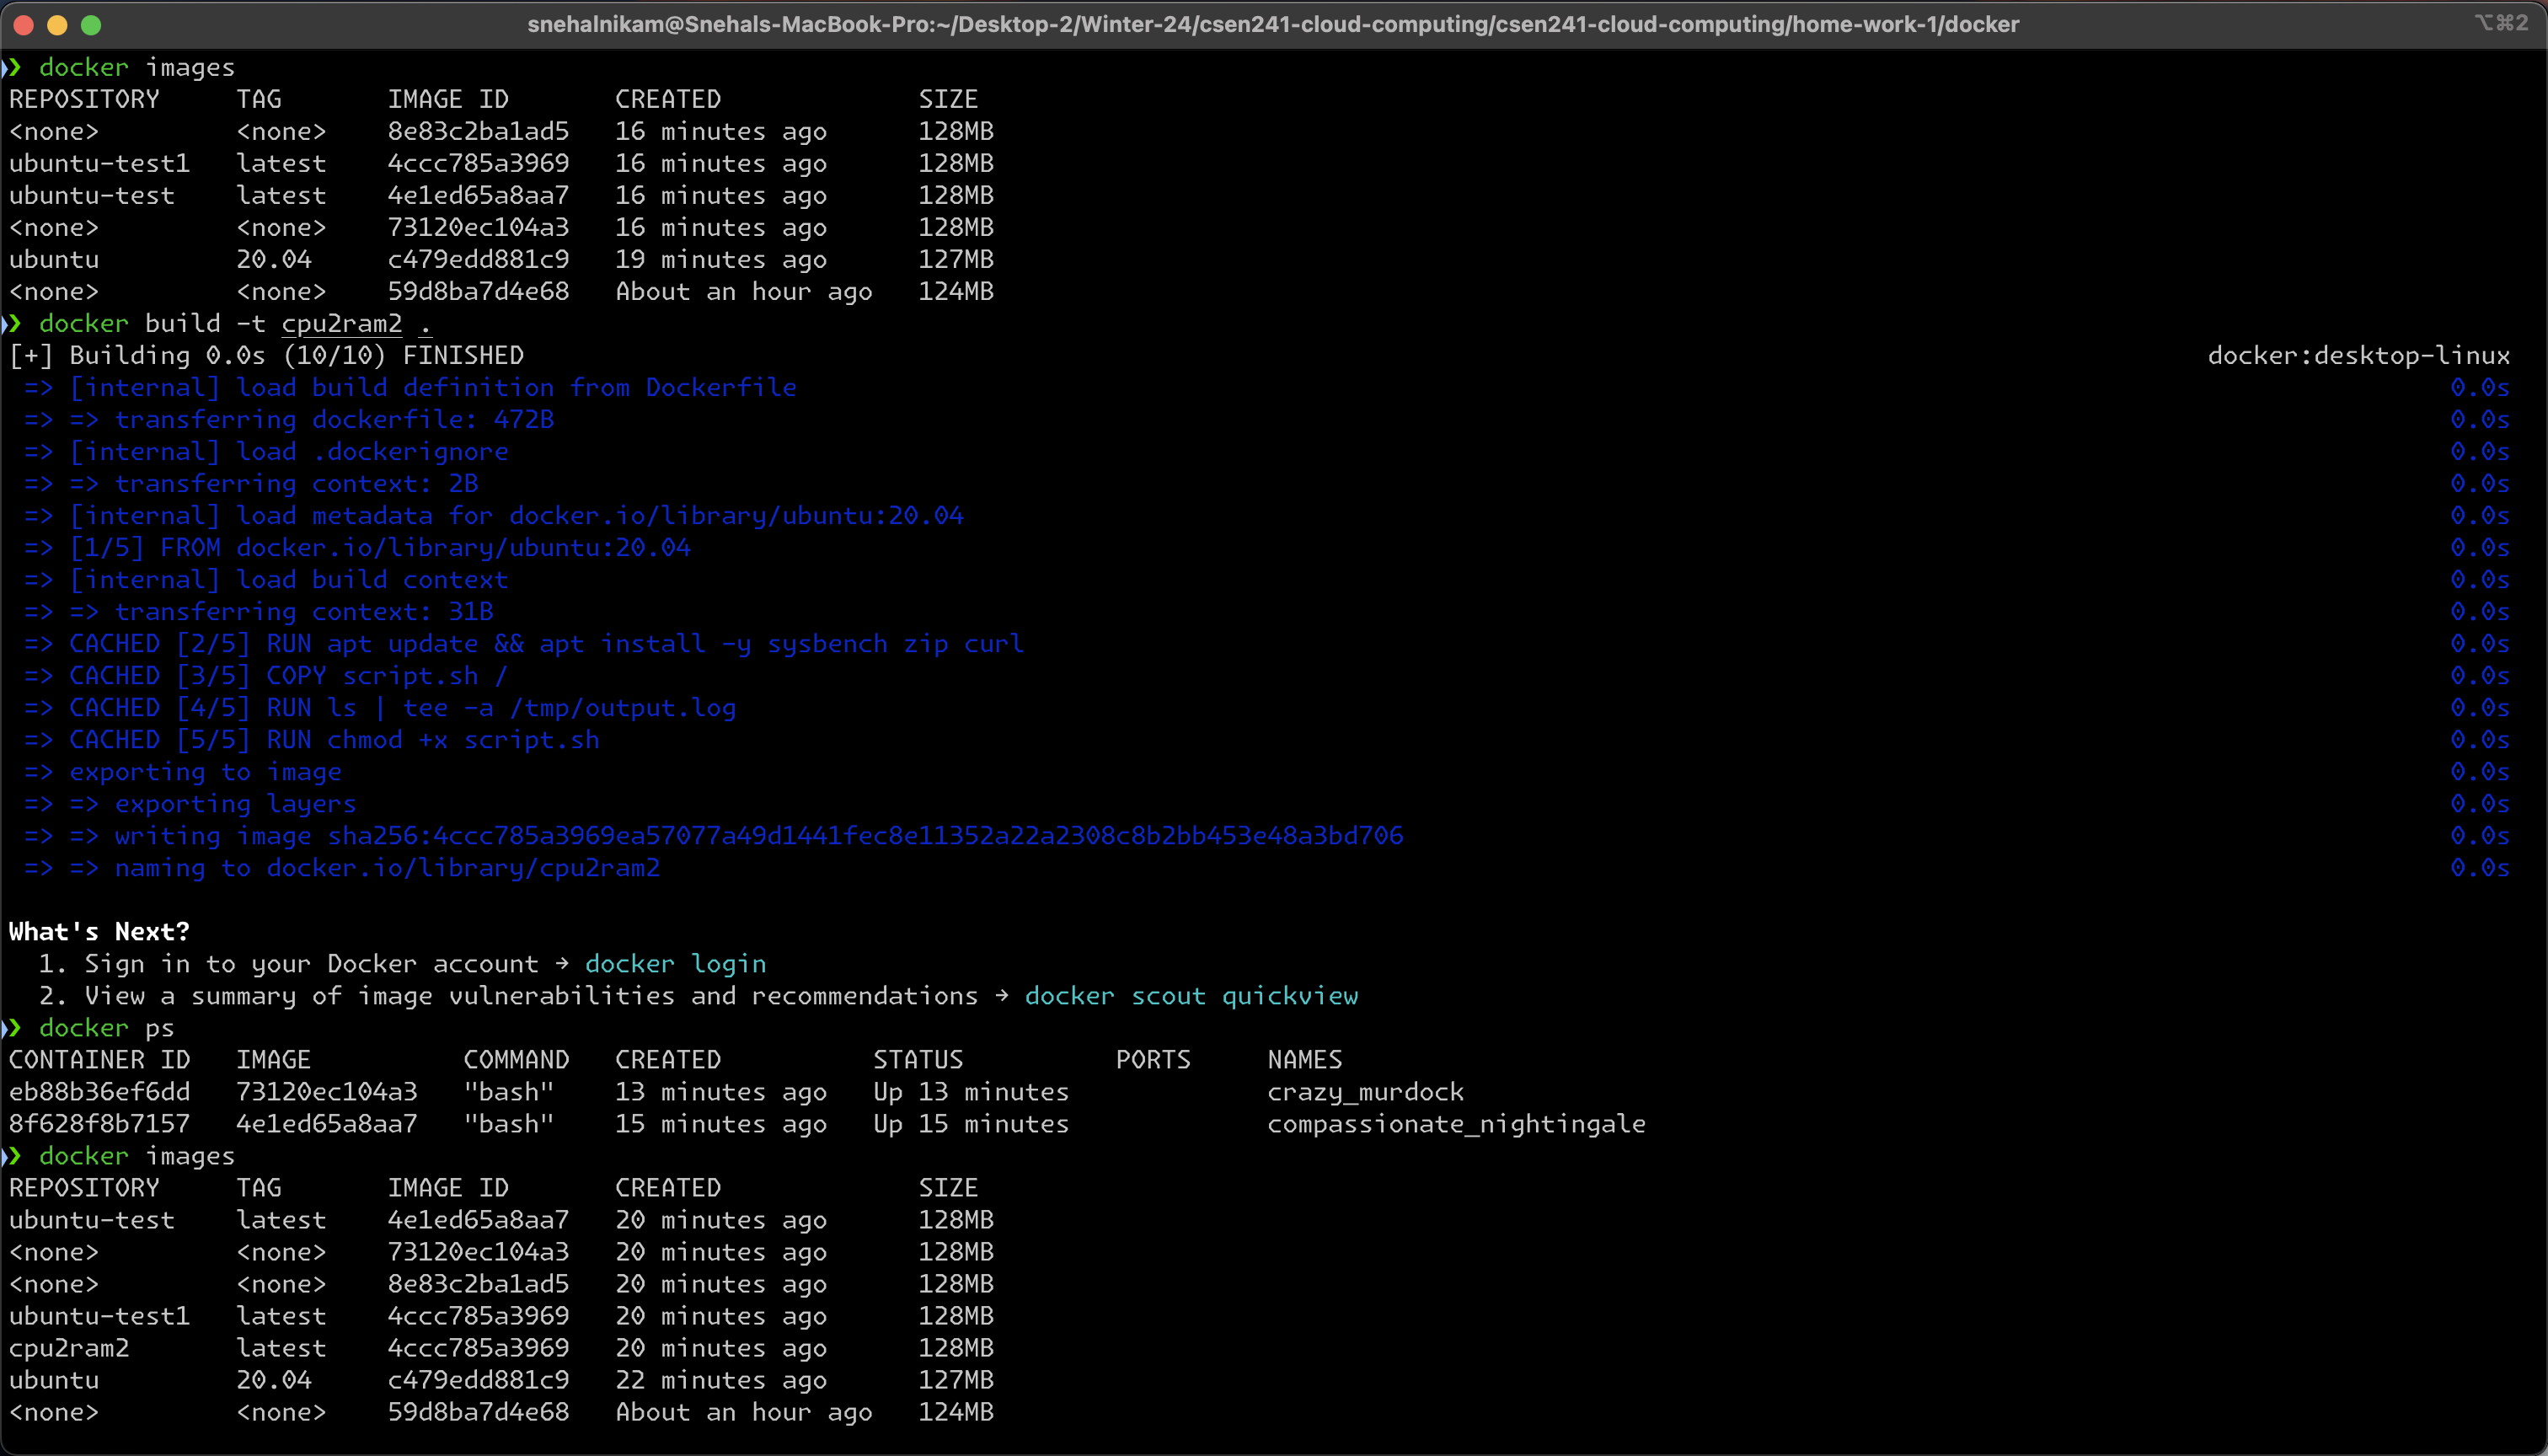 snehalnikam@Snehals-MacBook-Pro:~/Desktop-2/Winter-24/csen241-cloud-computing/csen241-cloud-computing/home-work-1/docker ⌥⌘2
❯ docker images
REPOSITORY TAG IMAGE ID CREATED SIZE
<none> <none> 8e83c2ba1ad5 16 minutes ago 128MB
ubuntu-test1 latest 4ccc785a3969 16 minutes ago 128MB
ubuntu-test latest 4e1ed65a8aa7 16 minutes ago 128MB
<none> <none> 73120ec104a3 16 minutes ago 128MB
ubuntu 20.04 c479edd881c9 19 minutes ago 127MB
<none> <none> 59d8ba7d4e68 About an hour ago 124MB
❯ docker build -t cpu2ram2 .
[+] Building 0.0s (10/10) FINISHED docker:desktop-linux
=> [internal] load build definition from Dockerfile 0.0s
=> => transferring dockerfile: 472B 0.0s
=> [internal] load .dockerignore 0.0s
=> => transferring context: 2B 0.0s
=> [internal] load metadata for docker.io/library/ubuntu:20.04 0.0s
=> [1/5] FROM docker.io/library/ubuntu:20.04 0.0s
=> [internal] load build context 0.0s
=> => transferring context: 31B 0.0s
=> CACHED [2/5] RUN apt update && apt install -y sysbench zip curl 0.0s
=> CACHED [3/5] COPY script.sh / 0.0s
=> CACHED [4/5] RUN ls | tee -a /tmp/output.log 0.0s
=> CACHED [5/5] RUN chmod +x script.sh 0.0s
=> exporting to image 0.0s
=> => exporting layers 0.0s
=> => writing image sha256:4ccc785a3969ea57077a49d1441fec8e11352a22a2308c8b2bb453e48a3bd706 0.0s
=> => naming to docker.io/library/cpu2ram2 0.0s
What's Next?
1. Sign in to your Docker account → docker login
2. View a summary of image vulnerabilities and recommendations → docker scout quickview
❯ docker ps
CONTAINER ID IMAGE COMMAND CREATED STATUS PORTS NAMES
eb88b36ef6dd 73120ec104a3 "bash" 13 minutes ago Up 13 minutes crazy_murdock
8f628f8b7157 4e1ed65a8aa7 "bash" 15 minutes ago Up 15 minutes compassionate_nightingale
❯ docker images
REPOSITORY TAG IMAGE ID CREATED SIZE
ubuntu-test latest 4e1ed65a8aa7 20 minutes ago 128MB
<none> <none> 73120ec104a3 20 minutes ago 128MB
<none> <none> 8e83c2ba1ad5 20 minutes ago 128MB
ubuntu-test1 latest 4ccc785a3969 20 minutes ago 128MB
cpu2ram2 latest 4ccc785a3969 20 minutes ago 128MB
ubuntu 20.04 c479edd881c9 22 minutes ago 127MB
<none> <none> 59d8ba7d4e68 About an hour ago 124MB